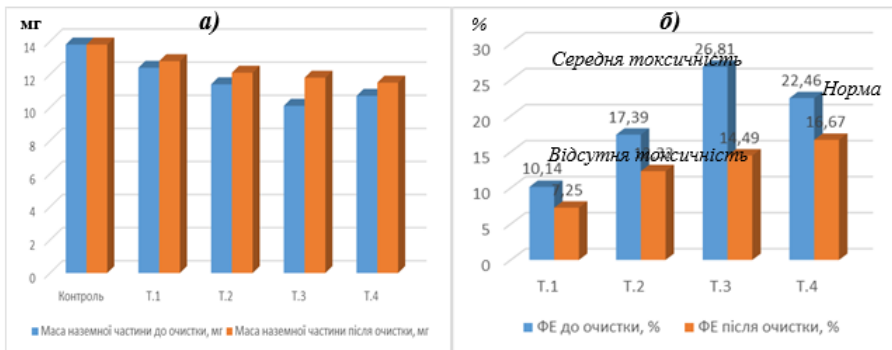 мг
а)
14
12
10
8
6
4
2
0
Контроль Т.1 Т.2 Т.3 Т.4
Маса наземної частини до очистки, мг Маса наземної частини після очистки, мг
%
б)
30
25
20
15
10
5
0
Середня токсичність
26,81
22,46
Норма
17,39
16,67
14,49
Відсутня токсичність
10,14
7,25
Т.1 Т.2 Т.3 Т.4
ФЕ до очистки, % ФЕ після очистки, %